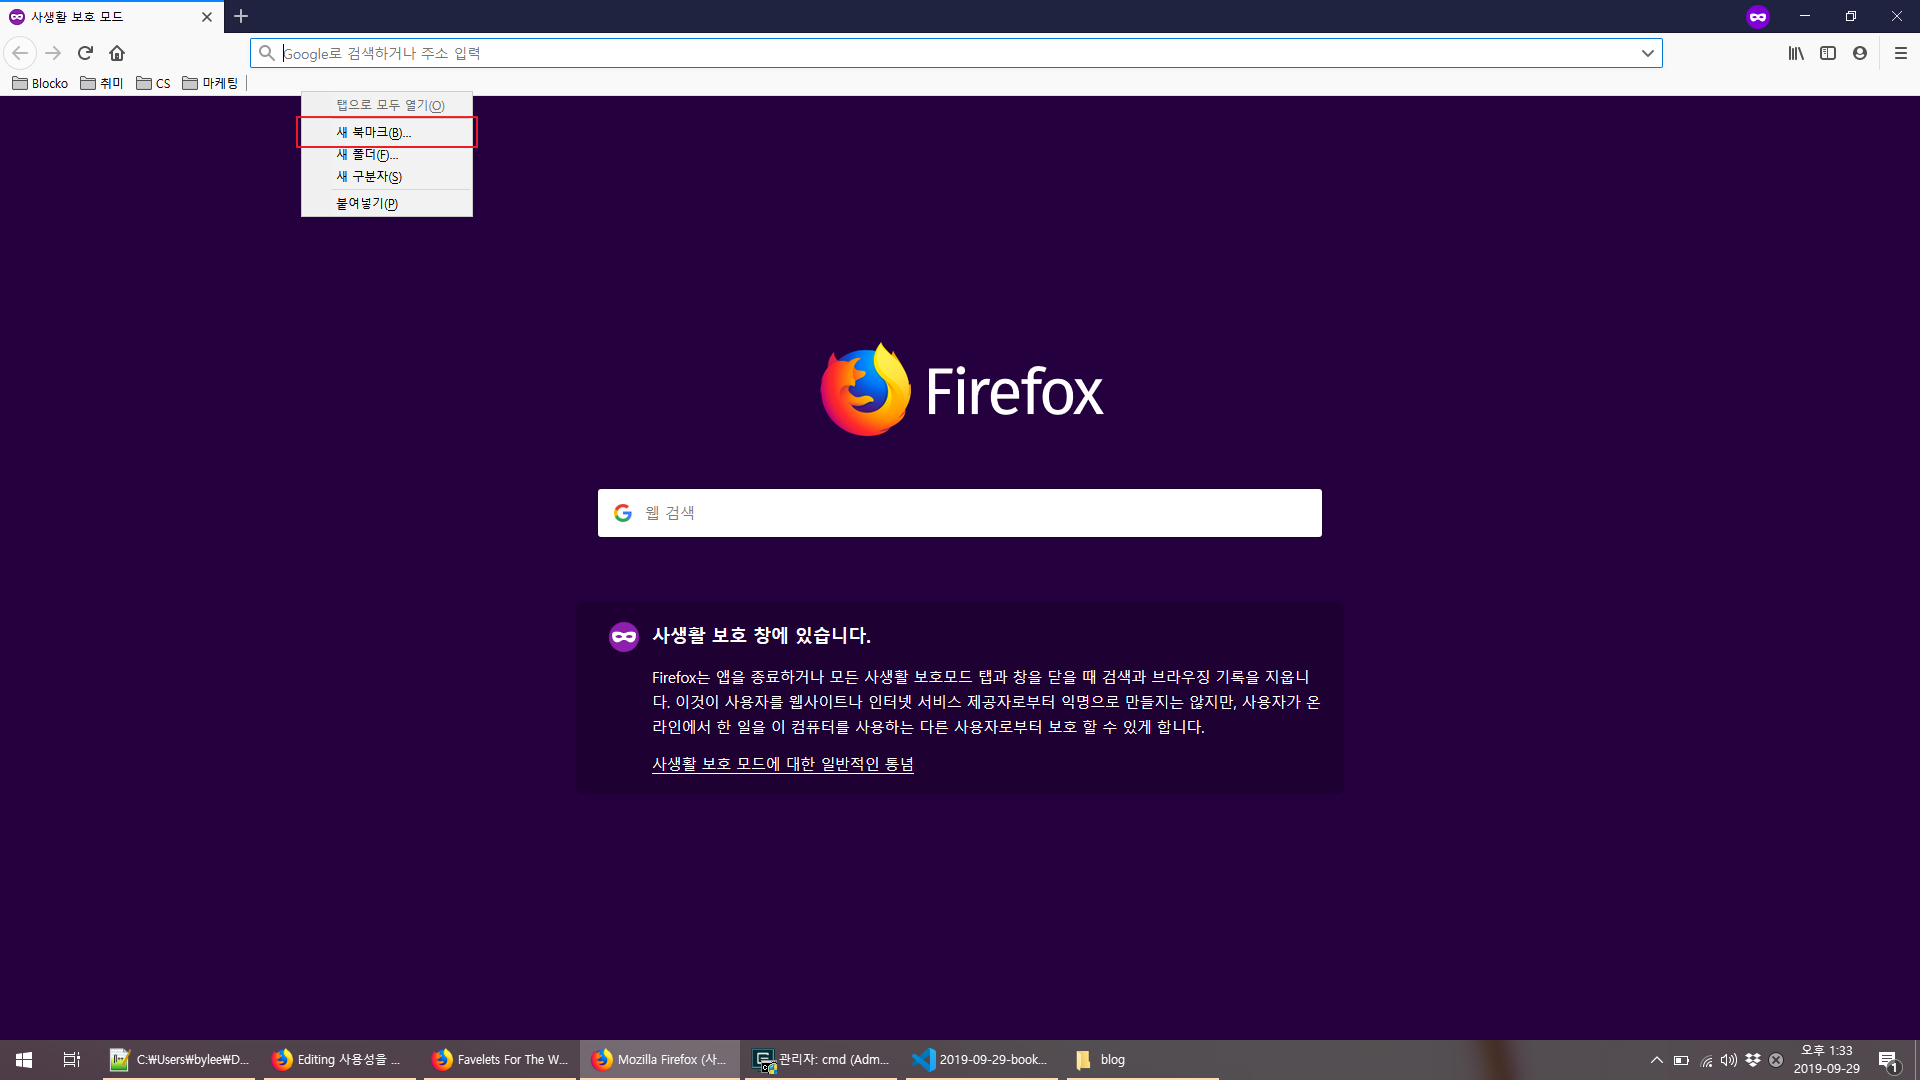 사생활 보호 모드
Google로 검색하거나 주소 입력
Blocko 취미 CS 마케팅
탭으로 모두 열기(O)
새 북마크(B)...
새 폴더(F)...
새 구분자(S)
붙여넣기(P)
Firefox
웹 검색
사생활 보호 창에 있습니다.
Firefox는 앱을 종료하거나 모든 사생활 보호모드 탭과 창을 닫을 때 검색과 브라우징 기록을 지웁니
다. 이것이 사용자를 웹사이트나 인터넷 서비스 제공자로부터 익명으로 만들지는 않지만, 사용자가 온
라인에서 한 일을 이 컴퓨터를 사용하는 다른 사용자로부터 보호 할 수 있게 합니다.
사생활 보호 모드에 대한 일반적인 통념
C:₩Users₩bylee₩D... Editing 사용성을 ... Favelets For The W... Mozilla Firefox (사... 관리자: cmd (Adm... 2019-09-29-book... blog
오후 1:33
2019-09-29
1